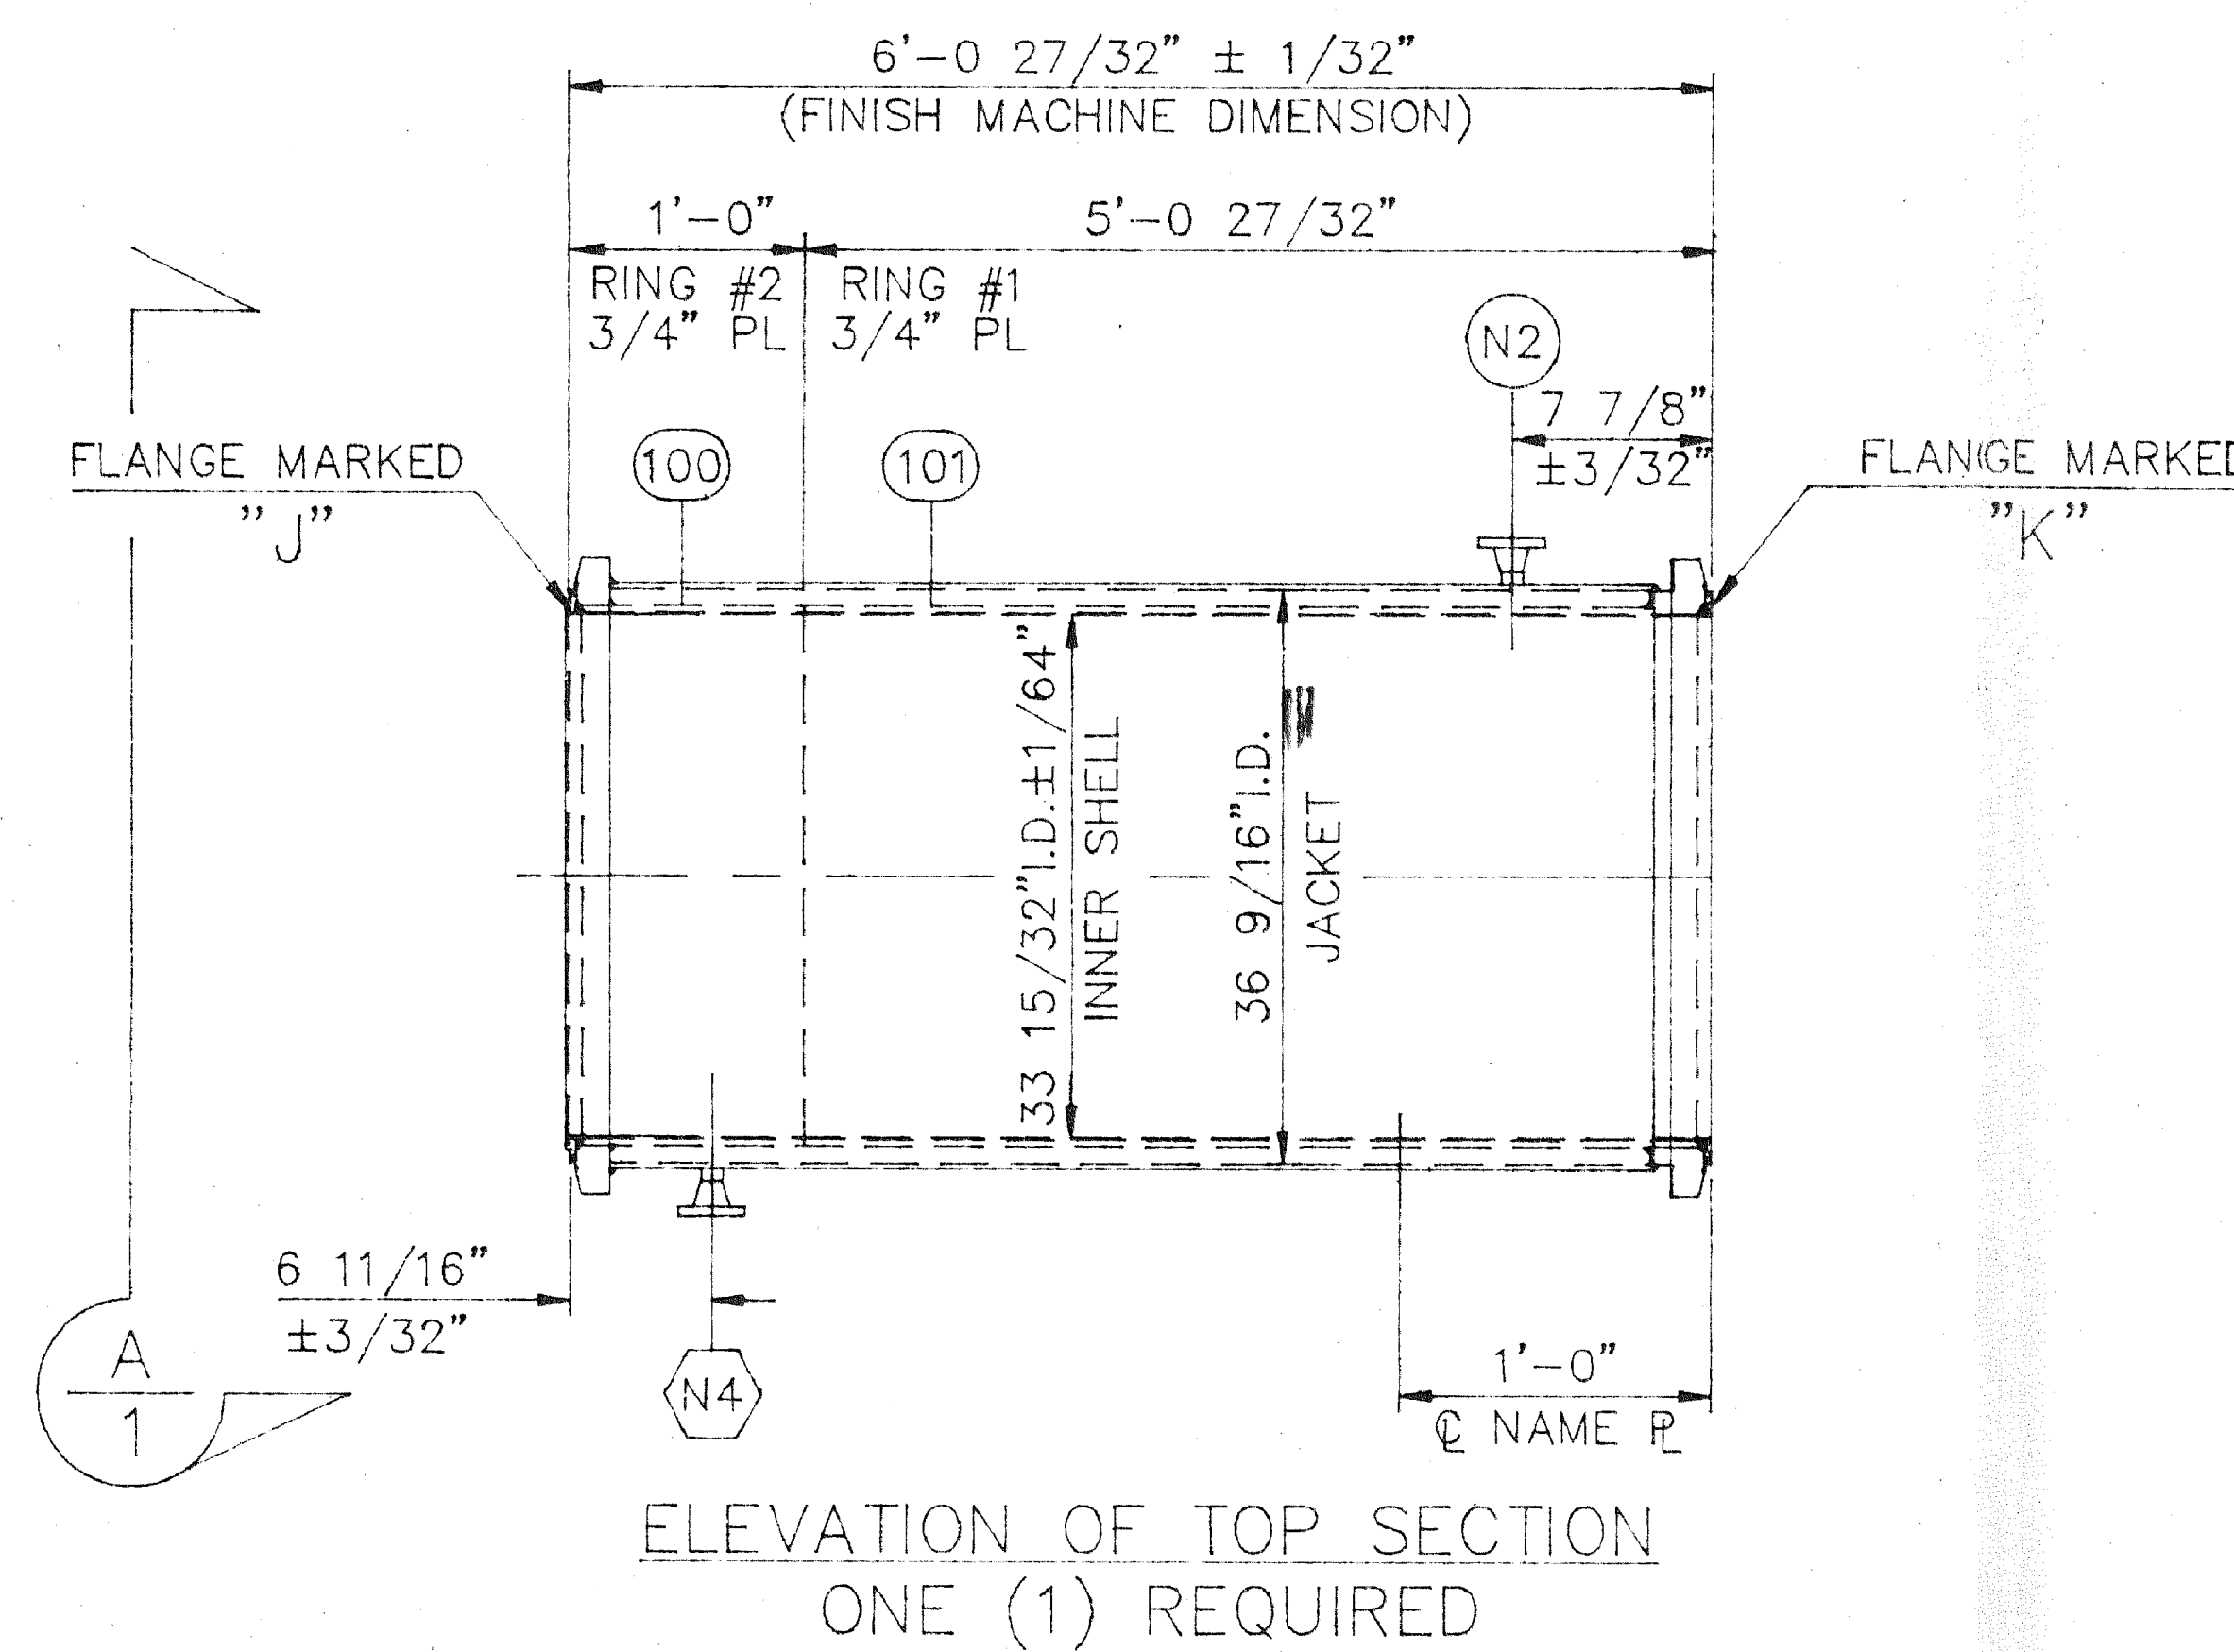 6'-0 27/32" ± 1/32"
(FINISH MACHINE DIMENSION)
1'-0"
5'-0 27/32"
RING #2
3/4" PL
RING #1
3/4" PL
N2
7 7/8"
±3/32"
FLANGE MARKED
"J"
100
101
FLANGE MARKED
"K"
33 15/32"I.D.±1/64"
INNER SHELL
36 9/16"I.D.
JACKET
6 11/16"
±3/32"
A
1
N4
1'-0"
℄ NAME PL
ELEVATION OF TOP SECTION
ONE (1) REQUIRED